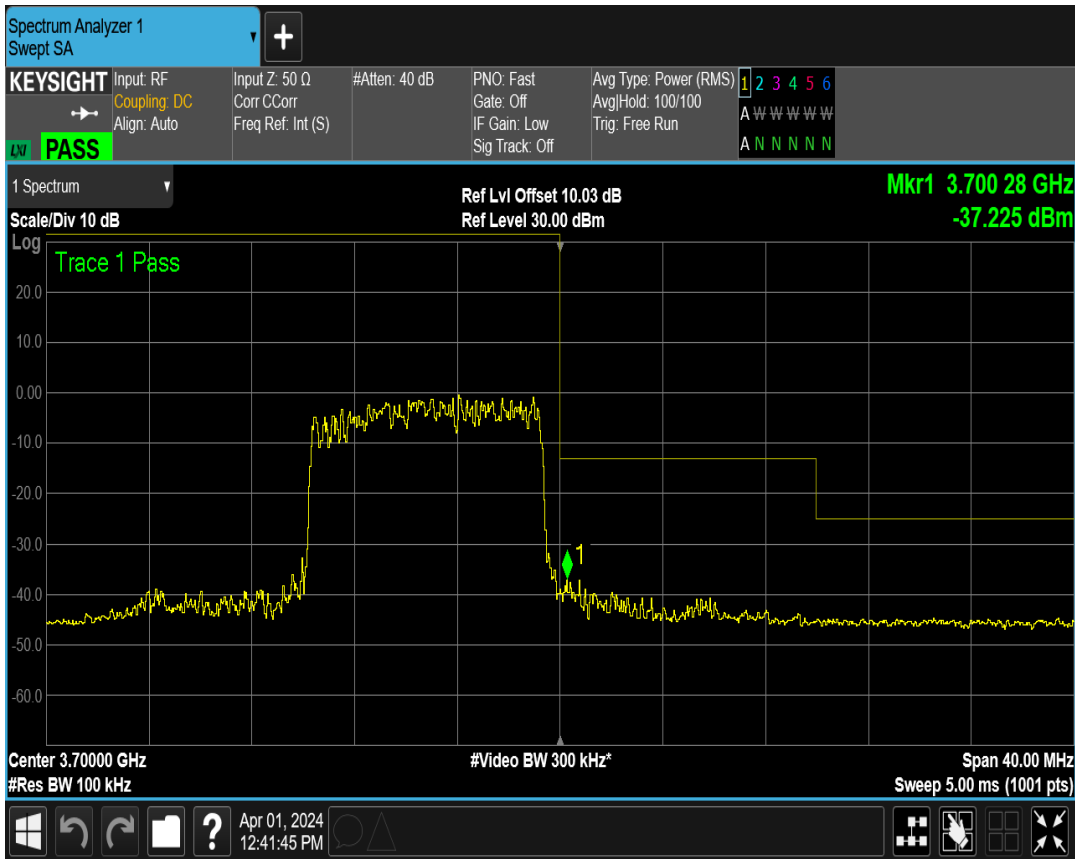 Spectrum Analyzer 1
Swept SA
+
KEYSIGHT
LXI PASS
Input: RF
Coupling: DC
Align: Auto
Input Z: 50 Ω
Corr CCorr
Freq Ref: Int (S)
#Atten: 40 dB
PNO: Fast
Gate: Off
IF Gain: Low
Sig Track: Off
Avg Type: Power (RMS)
Avg|Hold: 100/100
Trig: Free Run
1 2 3 4 5 6
A W W W W W
A N N N N N
1 Spectrum
Scale/Div 10 dB
Ref Lvl Offset 10.03 dB
Ref Level 30.00 dBm
Mkr1 3.700 28 GHz
-37.225 dBm
Log
Trace 1 Pass
20.0
10.0
0.00
-10.0
-20.0
-30.0
1
-40.0
-50.0
-60.0
Center 3.70000 GHz
#Res BW 100 kHz
#Video BW 300 kHz*
Span 40.00 MHz
Sweep 5.00 ms (1001 pts)
?
Apr 01, 2024
12:41:45 PM